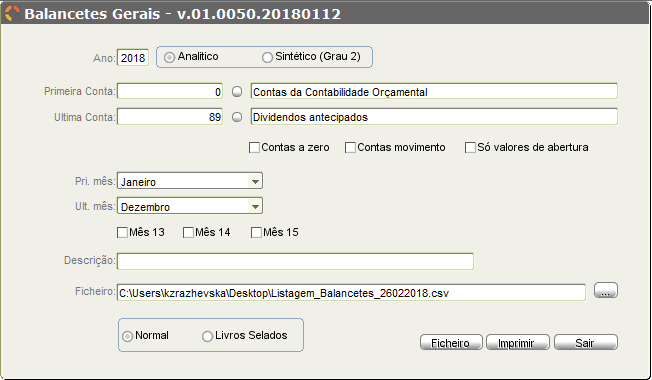 Balancetes Gerais - v.01.0050.20180112
Ano: 2018 Analitico Sintético (Grau 2)
Primeira Conta: 0 Contas da Contabilidade Orçamental
Ultima Conta: 89 Dividendos antecipados
Contas a zero Contas movimento Só valores de abertura
Pri. mês: Janeiro
Ult. mês: Dezembro
Mês 13 Mês 14 Mês 15
Descrição:
Ficheiro: C:\Users\kzrazhevska\Desktop\Listagem_Balancetes_26022018.csv ...
Normal Livros Selados Ficheiro Imprimir Sair